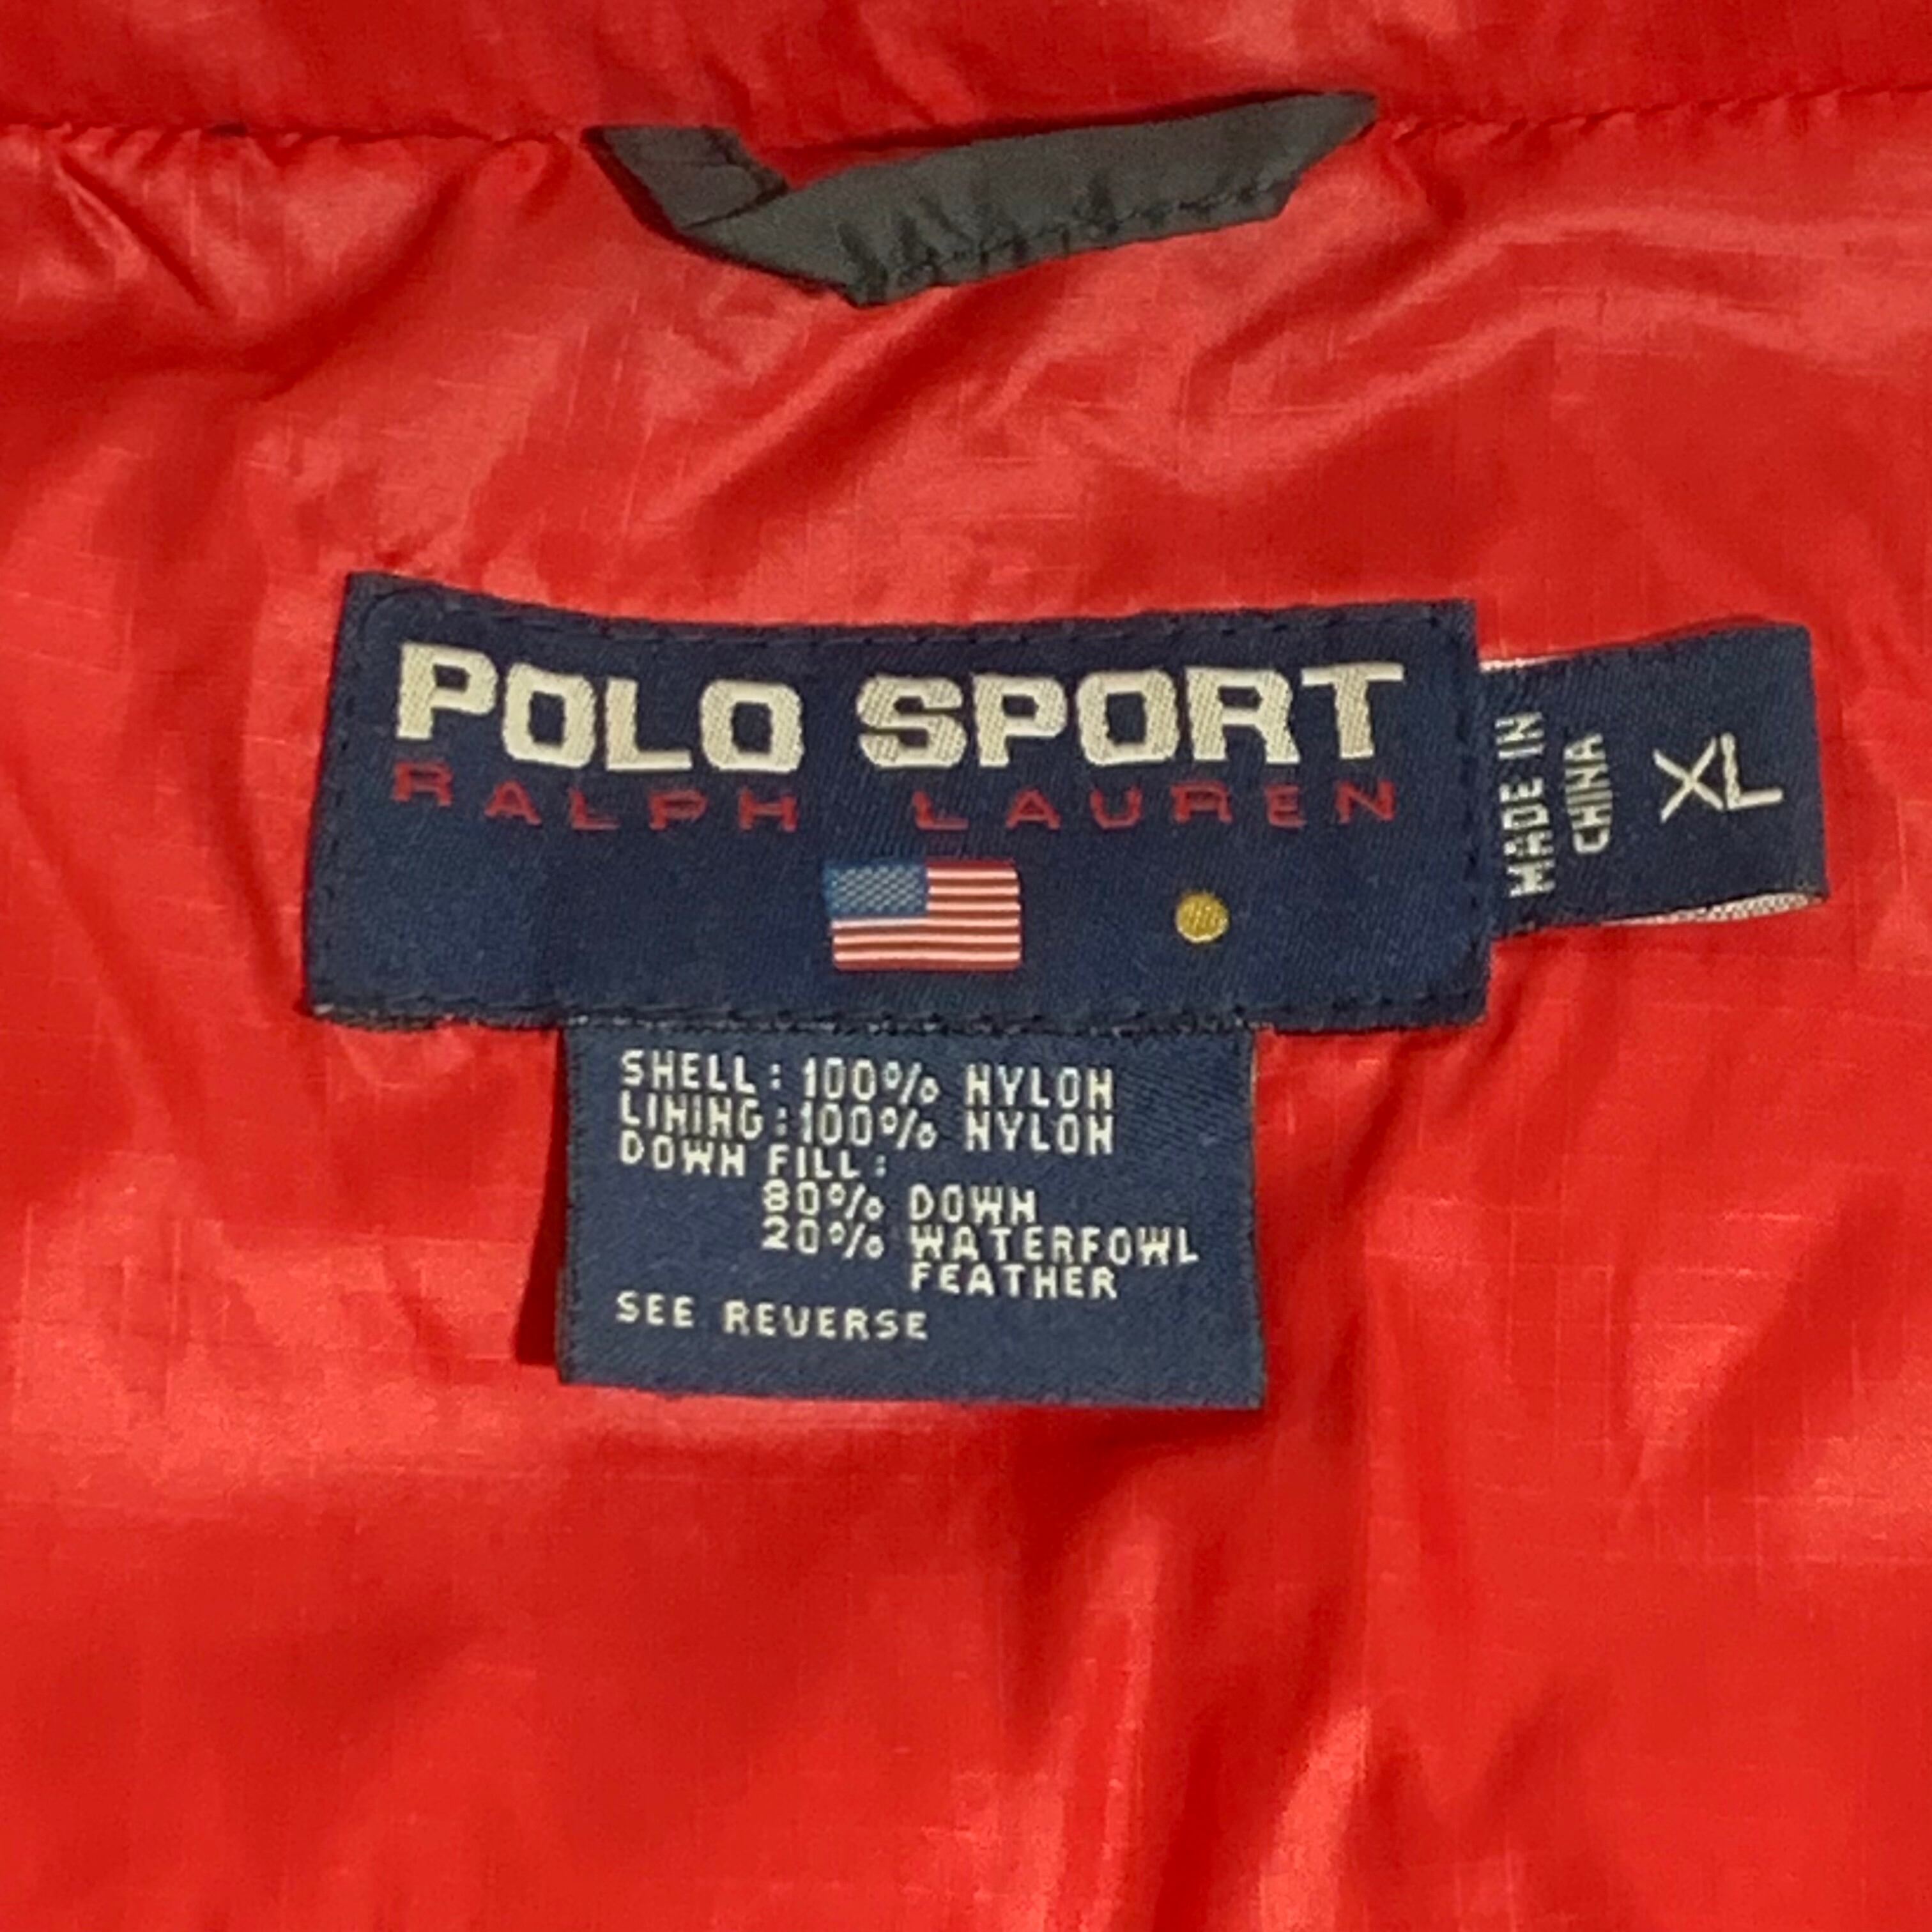 POLO SPORT
RALPH LAUREN
MADE IN
CHINA
XL
SHELL: 100% NYLON
LINING: 100% NYLON
DOWN FILL:
80% DOWN
20% WATERFOWL
FEATHER
SEE REVERSE